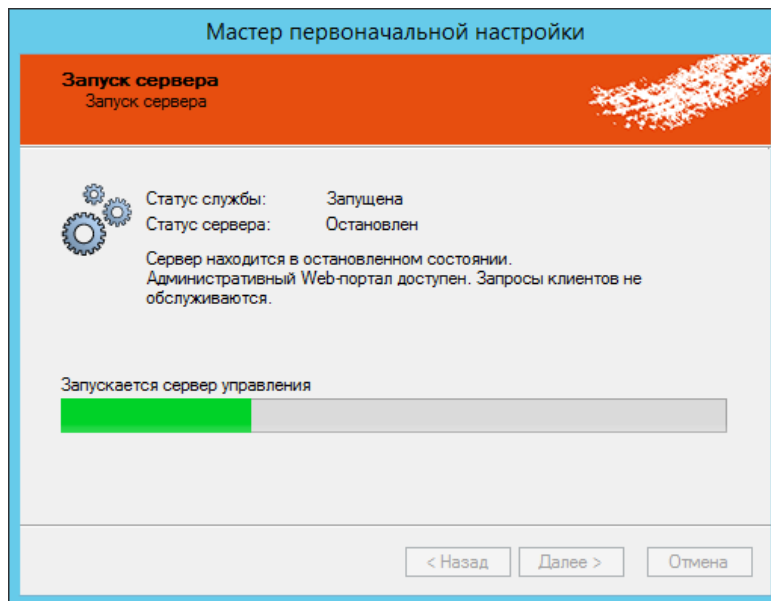 Мастер первоначальной настройки
Запуск сервера
Запуск сервера
Статус службы: Запущена
Статус сервера: Остановлен
Сервер находится в остановленном состоянии.
Административный Web-портал доступен. Запросы клиентов не
обслуживаются.
Запускается сервер управления
< Назад Далее > Отмена